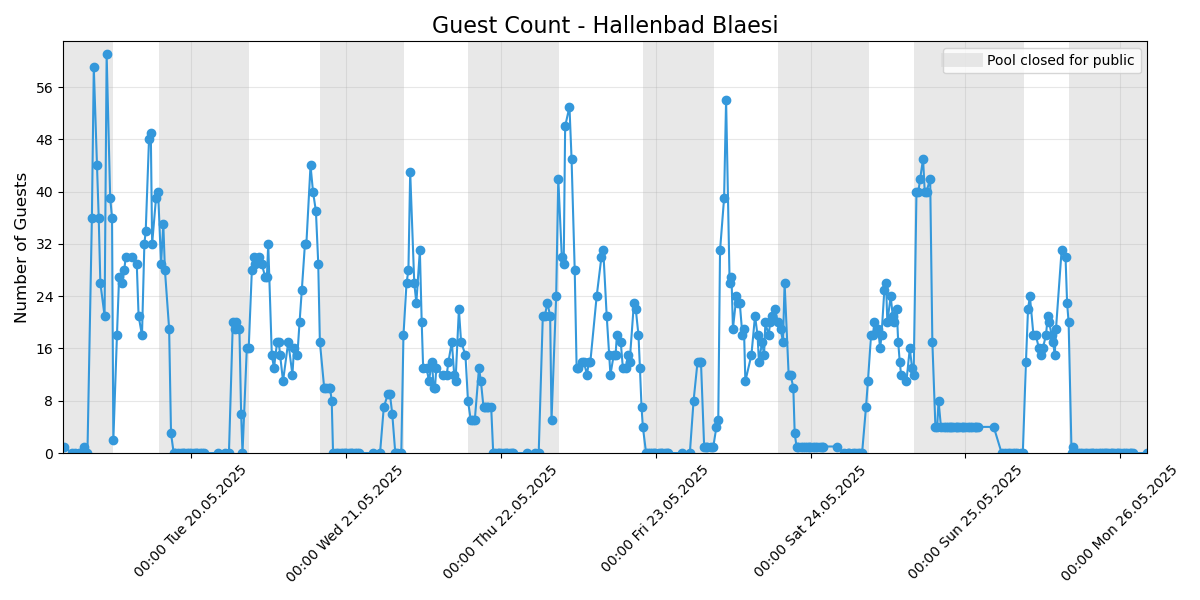 Guest Count - Hallenbad Blaesi
Pool closed for public
Number of Guests
56
48
40
32
24
16
8
0
00:00 Tue 20.05.2025
00:00 Wed 21.05.2025
00:00 Thu 22.05.2025
00:00 Fri 23.05.2025
00:00 Sat 24.05.2025
00:00 Sun 25.05.2025
00:00 Mon 26.05.2025